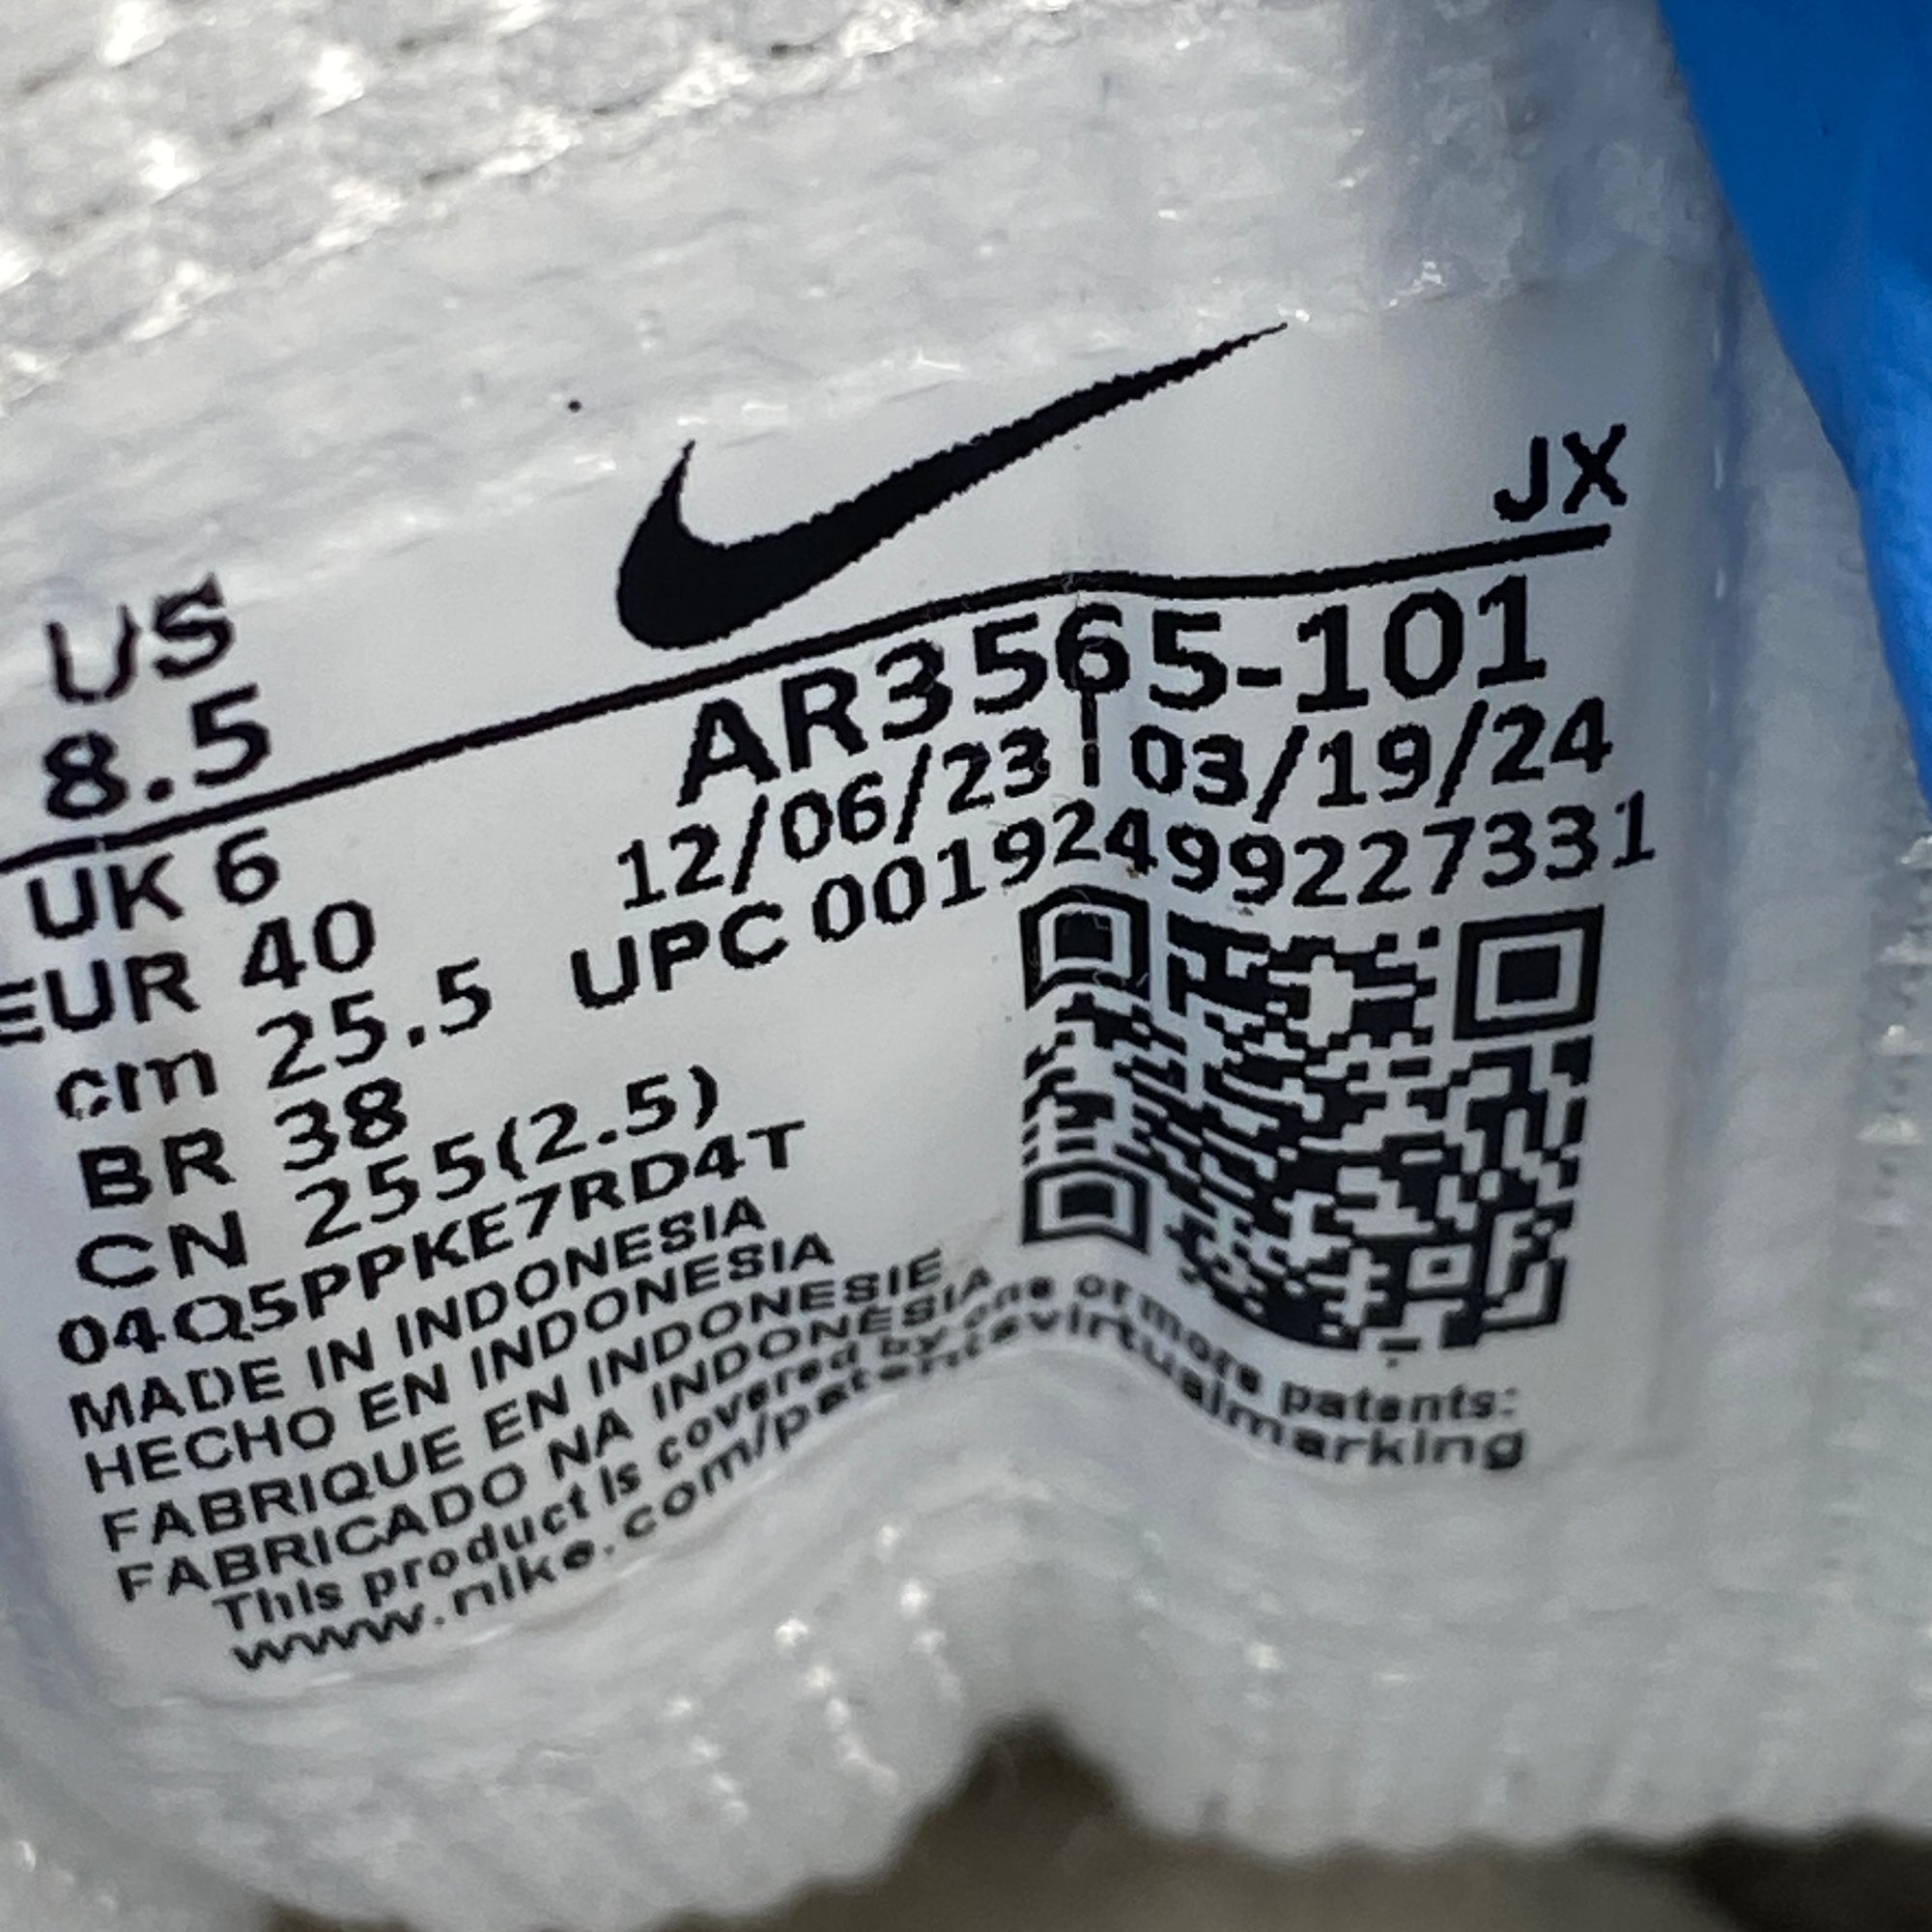 JX
US
8.5
AR3565-101
12/06/23 | 03/19/24
UPC 00192499227331
UK 6
EUR 40
cm 25.5
BR 38
CN 255(2.5)
04Q5PPKE7RD4T
MADE IN INDONESIA
HECHO EN INDONESIA
FABRIQUE EN INDONESIE
FABRICADO NA INDONÉSIA
This product is covered by one or more patents:
www.nike.com/patentsvirtualmarking